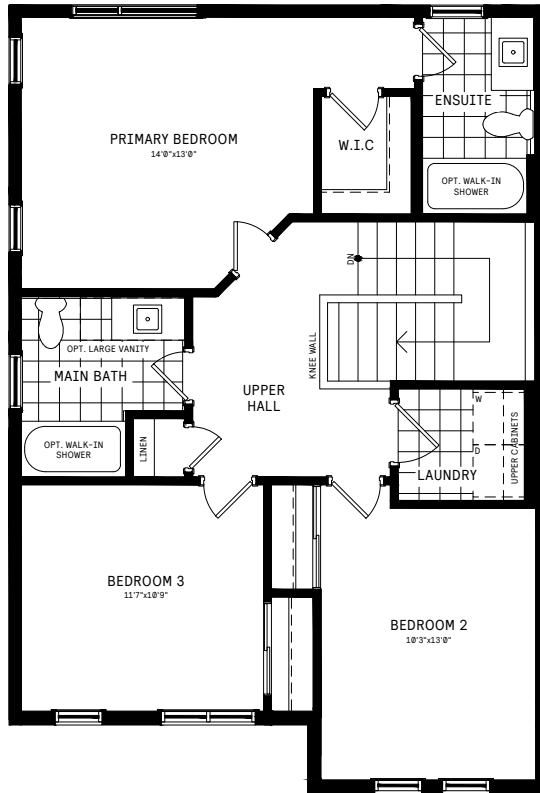 PRIMARY BEDROOM
14'0"x13'0"
W.I.C
ENSUITE
OPT. WALK-IN
SHOWER
DN
KNEE WALL
OPT. LARGE VANITY
MAIN BATH
OPT. WALK-IN
SHOWER
LINEN
UPPER
HALL
W
D
UPPER CABINETS
LAUNDRY
BEDROOM 3
11'7"x10'9"
BEDROOM 2
10'3"x13'0"